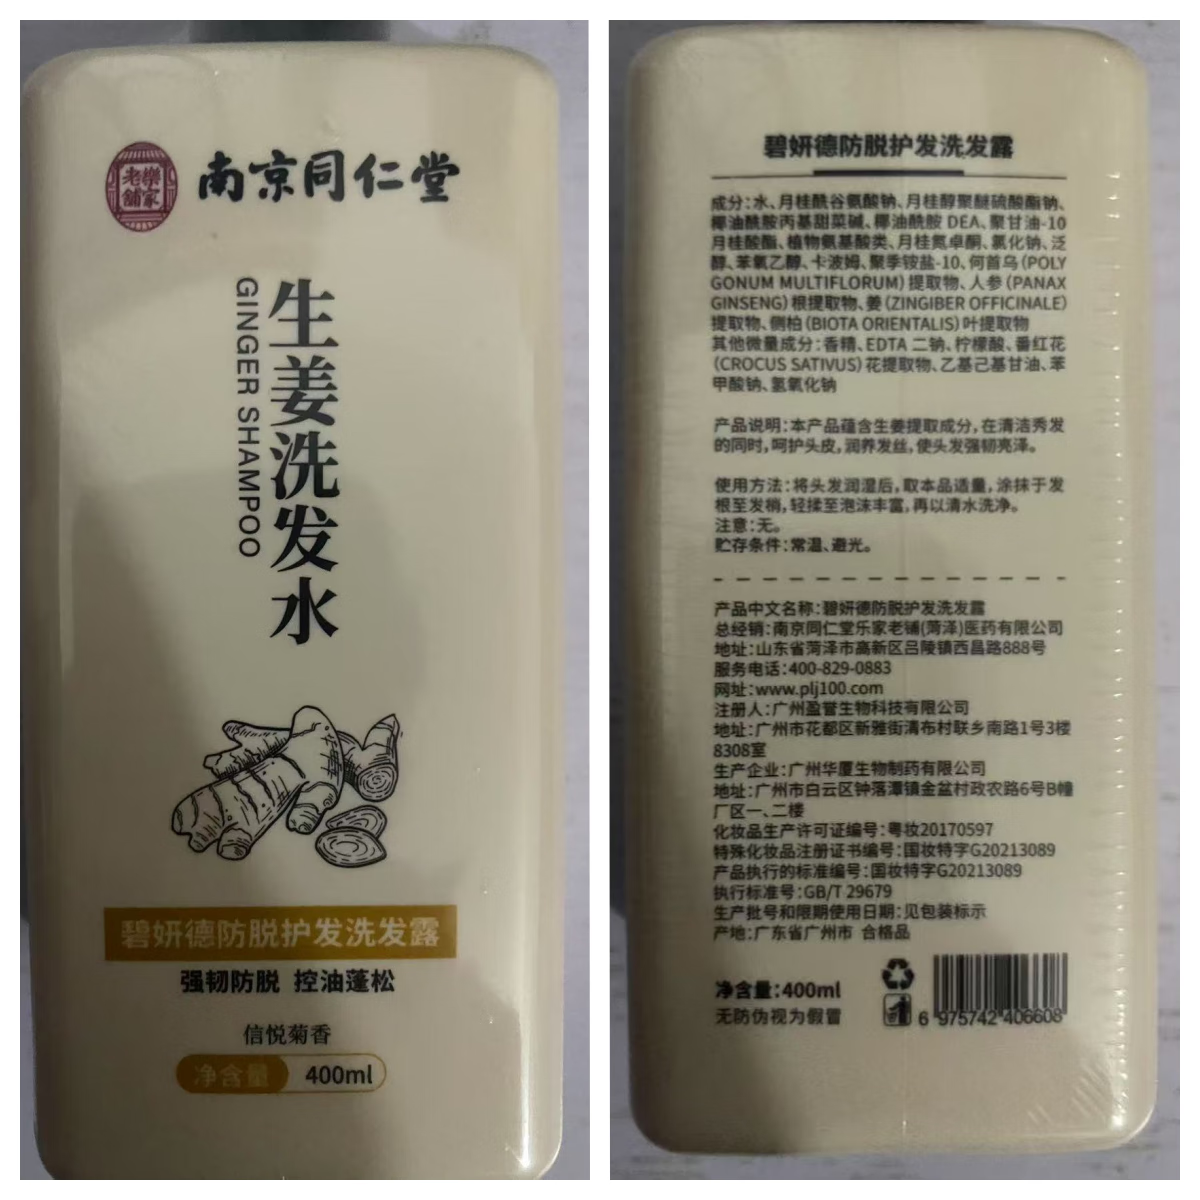 老樂
舖家
南京同仁堂
生姜洗发水
GINGER SHAMPOO
碧妍德防脱护发洗发露
强韧防脱 控油蓬松
信悦菊香
净含量 400ml
碧妍德防脱护发洗发露
成分：水、月桂酰谷氨酸钠、月桂醇聚醚硫酸酯钠、
椰油酰胺丙基甜菜碱、椰油酰胺 DEA、聚甘油-10
月桂酸酯、植物氨基酸类、月桂氮卓酮、氯化钠、泛
醇、苯氧乙醇、卡波姆、聚季铵盐-10、何首乌（POLY
GONUM MULTIFLORUM）提取物、人参（PANAX
GINSENG）根提取物、姜（ZINGIBER OFFICINALE）
提取物、侧柏（BIOTA ORIENTALIS）叶提取物
其他微量成分：香精、EDTA 二钠、柠檬酸、番红花
（CROCUS SATIVUS）花提取物、乙基己基甘油、苯
甲酸钠、氢氧化钠
产品说明：本产品蕴含生姜提取成分，在清洁秀发
的同时，呵护头皮，润养发丝，使头发强韧亮泽。
使用方法：将头发润湿后，取本品适量，涂抹于发
根至发梢，轻揉至泡沫丰富，再以清水洗净。
注意：无。
贮存条件：常温、避光。
产品中文名称：碧妍德防脱护发洗发露
总经销：南京同仁堂乐家老铺(菏泽)医药有限公司
地址：山东省菏泽市高新区吕陵镇西昌路888号
服务电话：400-829-0883
网址：www.plj100.com
注册人：广州盈誉生物科技有限公司
地址：广州市花都区新雅街清布村联乡南路1号3楼
8308室
生产企业：广州华厦生物制药有限公司
地址：广州市白云区钟落潭镇金盆村政农路6号B幢
厂区一、二楼
化妆品生产许可证编号：粤妆20170597
特殊化妆品注册证书编号：国妆特字G20213089
产品执行的标准编号：国妆特字G20213089
执行标准号：GB/T 29679
生产批号和限期使用日期：见包装标示
产地：广东省广州市 合格品
净含量：400ml
无防伪视为假冒
6 975742 406608